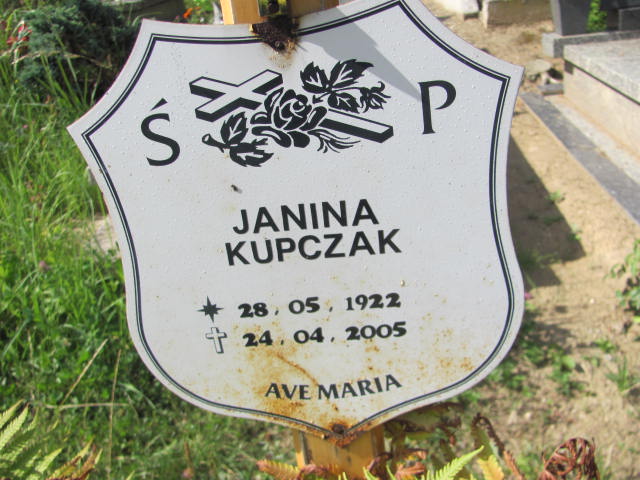 Ś P
JANINA
KUPCZAK
28. 05. 1922
24. 04. 2005
AVE MARIA